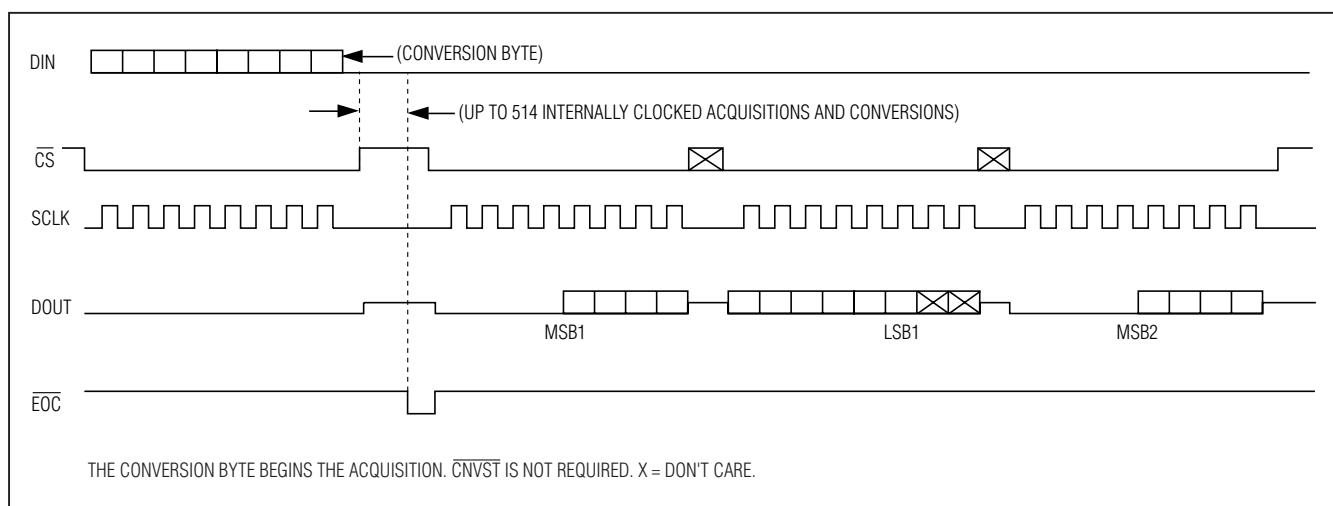 DIN
(CONVERSION BYTE)
(UP TO 514 INTERNALLY CLOCKED ACQUISITIONS AND CONVERSIONS)
CS
SCLK
DOUT
MSB1
LSB1
MSB2
EOC
THE CONVERSION BYTE BEGINS THE ACQUISITION. CNVST IS NOT REQUIRED. X = DON'T CARE.